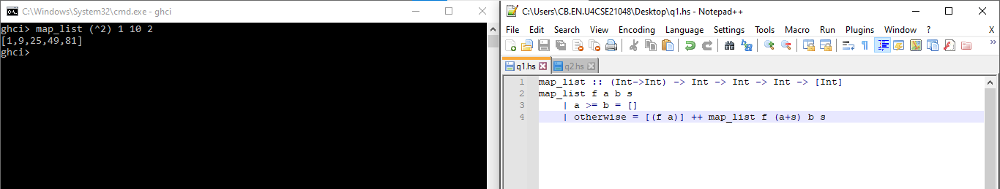 C:\Windows\System32\cmd.exe - ghci
ghci> map_list (^2) 1 10 2
[1,9,25,49,81]
ghci>
C:\Users\CB.EN.U4CSE21048\Desktop\q1.hs - Notepad++
File Edit Search View Encoding Language Settings Tools Macro Run Plugins Window ? X
q1.hs q2.hs
1 map_list :: (Int->Int) -> Int -> Int -> Int -> [Int]
2 map_list f a b s
3 | a >= b = []
4 | otherwise = [(f a)] ++ map_list f (a+s) b s